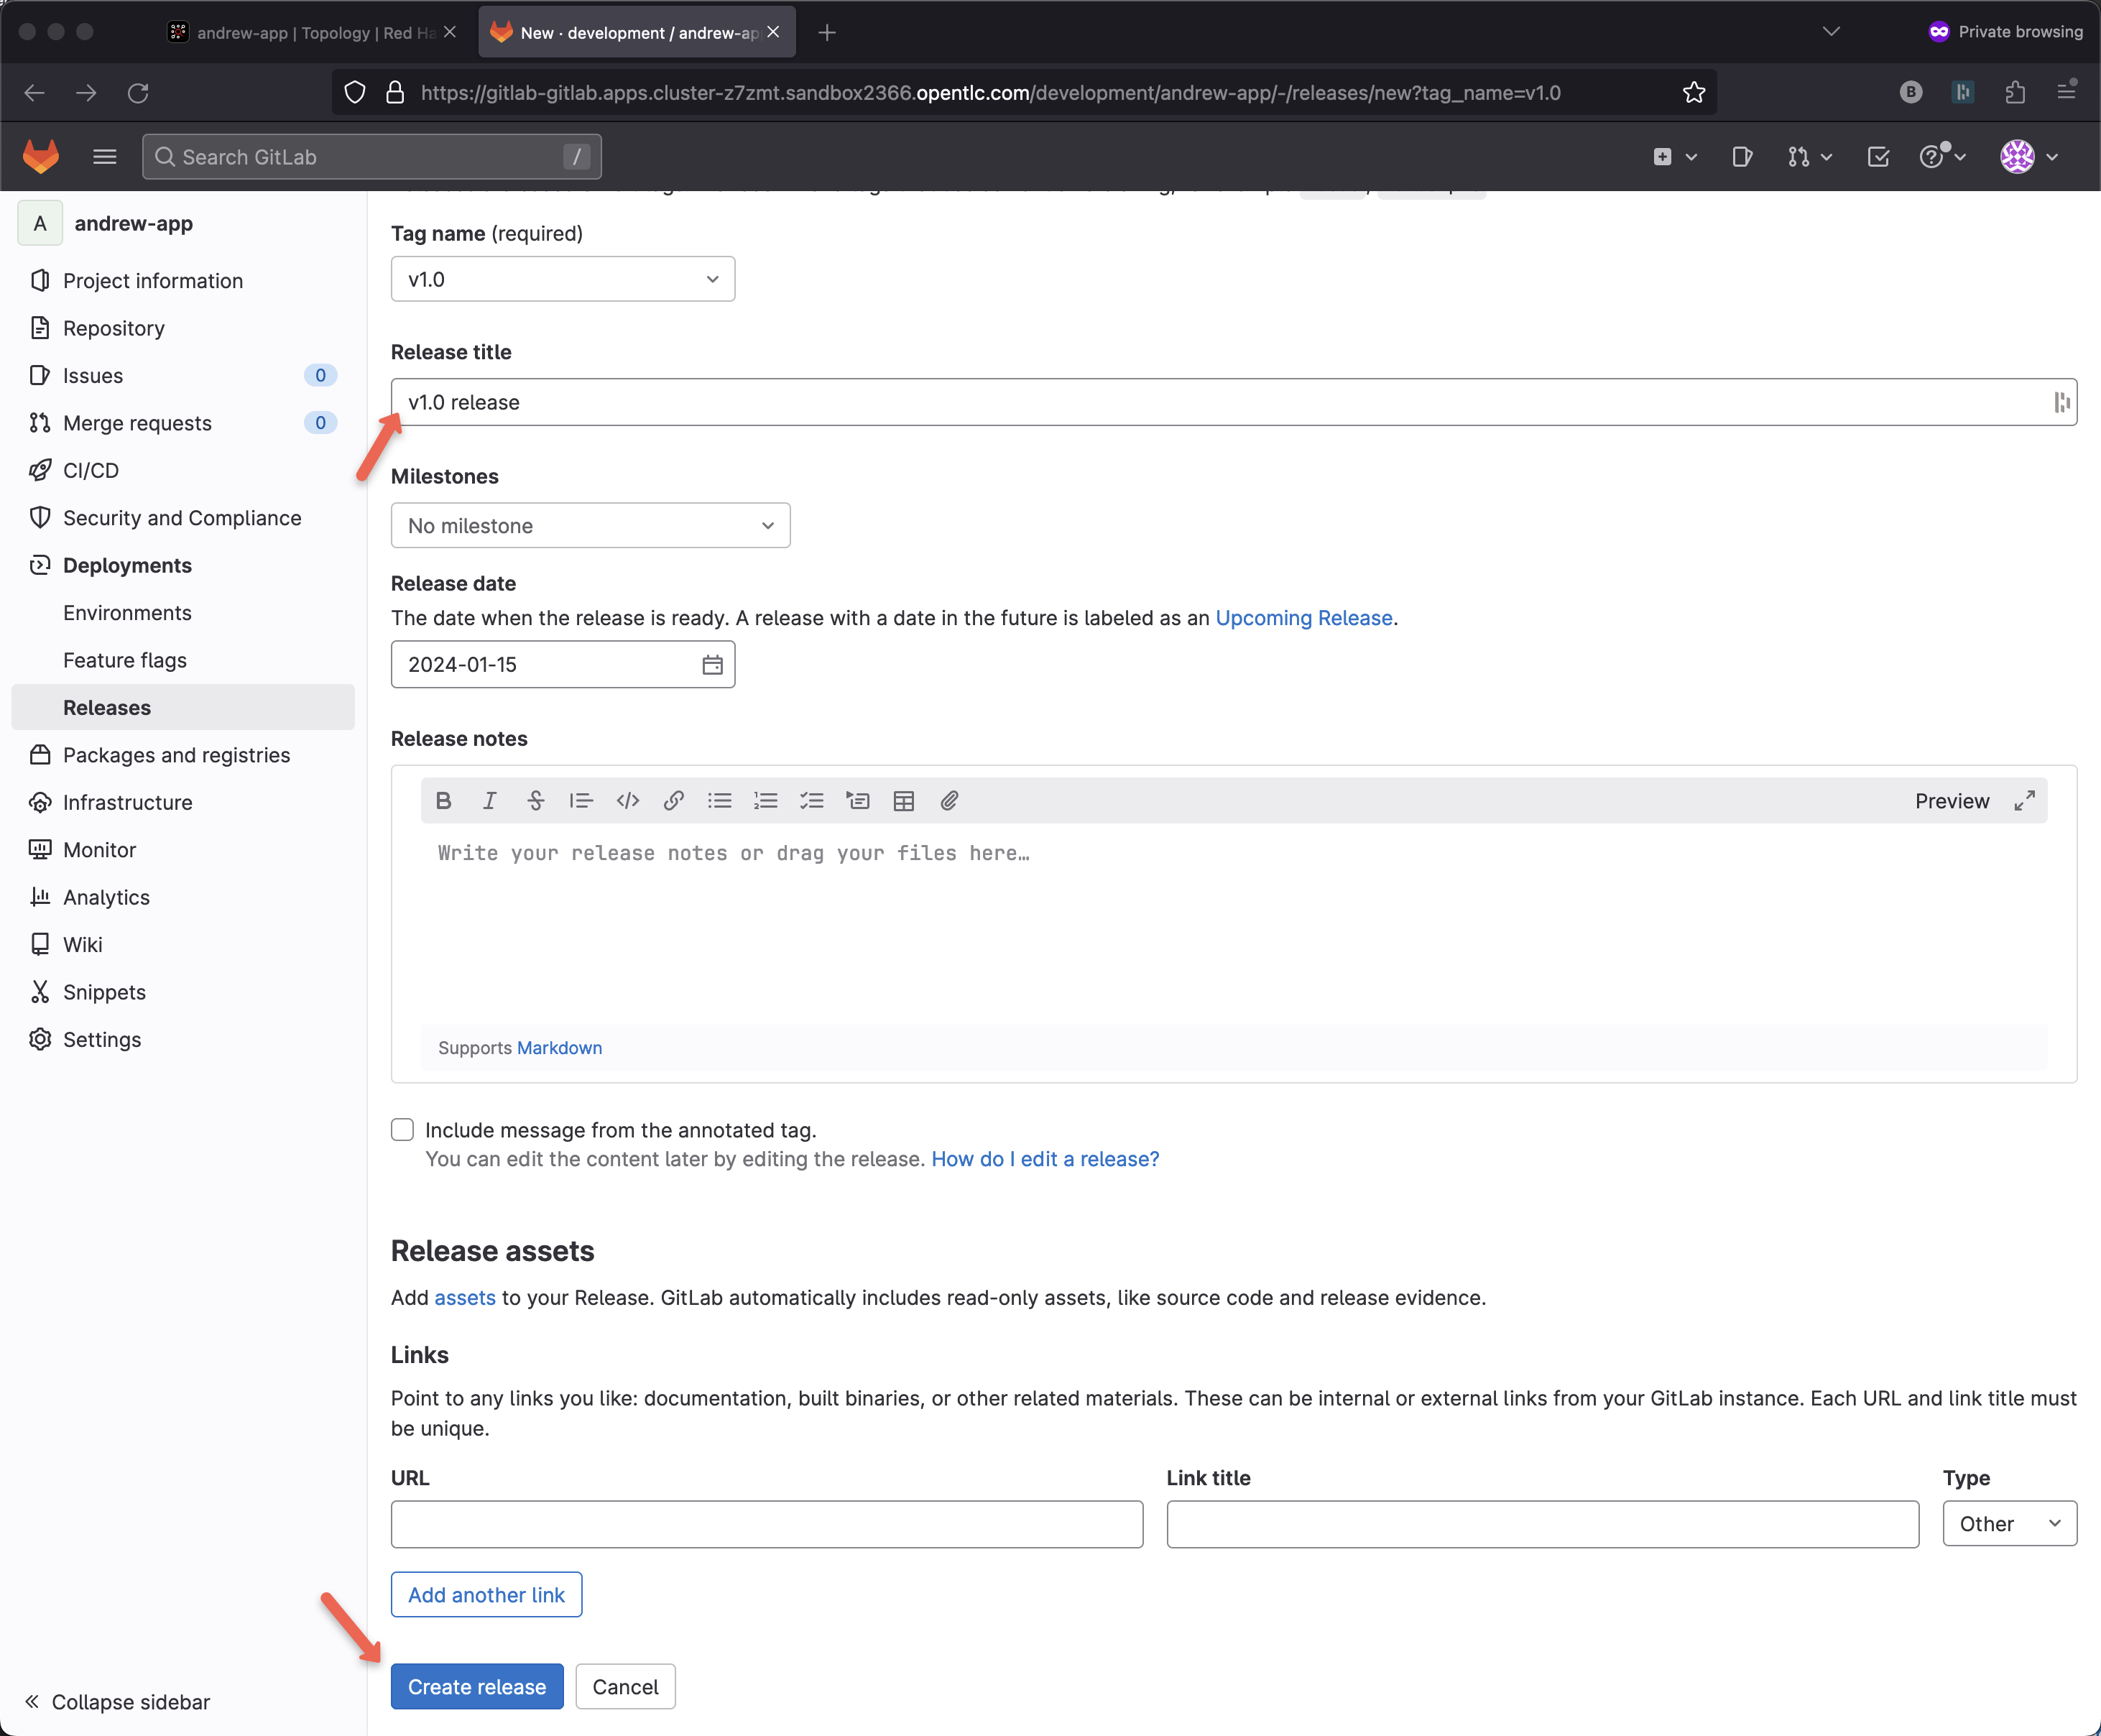 andrew-app | Topology | Red Ha
New · development / andrew-ap
Private browsing
https://gitlab-gitlab.apps.cluster-z7zmt.sandbox2366.opentlc.com/development/andrew-app/-/releases/new?tag_name=v1.0
B
Search GitLab
/
A
andrew-app
Project information
Repository
Issues
0
Merge requests
0
CI/CD
Security and Compliance
Deployments
Environments
Feature flags
Releases
Packages and registries
Infrastructure
Monitor
Analytics
Wiki
Snippets
Settings
Collapse sidebar
Tag name (required)
v1.0
Release title
v1.0 release
Milestones
No milestone
Release date
The date when the release is ready. A release with a date in the future is labeled as an Upcoming Release.
2024-01-15
Release notes
Preview
Write your release notes or drag your files here…
Supports Markdown
Include message from the annotated tag.
You can edit the content later by editing the release. How do I edit a release?
Release assets
Add assets to your Release. GitLab automatically includes read-only assets, like source code and release evidence.
Links
Point to any links you like: documentation, built binaries, or other related materials. These can be internal or external links from your GitLab instance. Each URL and link title must
be unique.
URL
Link title
Type
Other
Add another link
Create release
Cancel